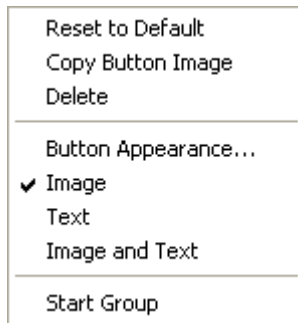 Reset to Default
Copy Button Image
Delete
Button Appearance...
Image
Text
Image and Text
Start Group